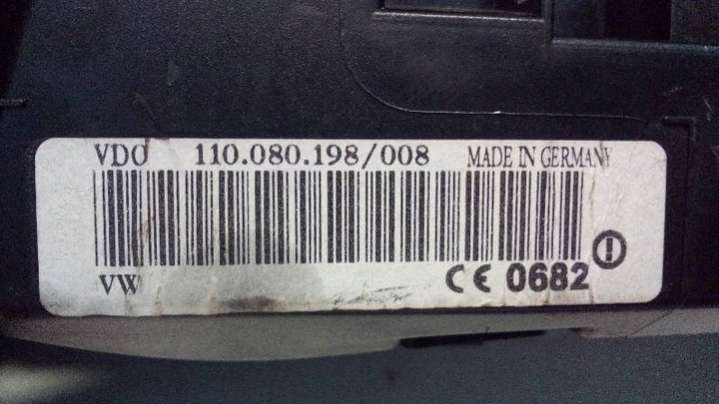 VDO 110.080.198/008 MADE IN GERMANY
VW CE 0682